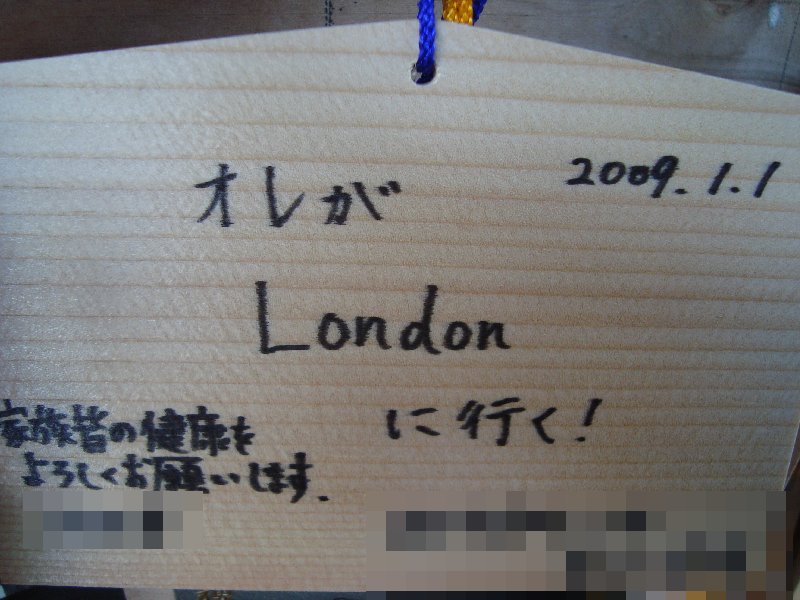 2009.1.1
オレが
London
に行く!
家族皆の健康を
よろしくお願いします.